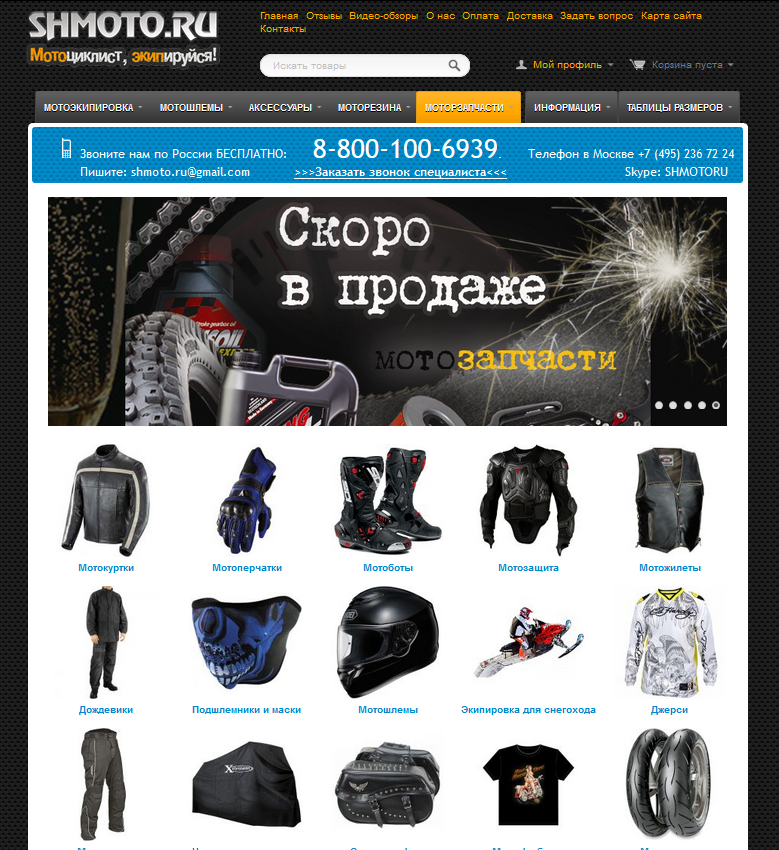 SHMOTO.RU
Мотоциклист, экипируйся!
Главная Отзывы Видео-обзоры О нас Оплата Доставка Задать вопрос Карта сайта
Контакты
Искать товары
Мой профиль
Корзина пуста
МОТОЭКИПИРОВКА МОТОШЛЕМЫ АКСЕССУАРЫ МОТОРЕЗИНА МОТОРЗАПЧАСТИ ИНФОРМАЦИЯ ТАБЛИЦЫ РАЗМЕРОВ
Звоните нам по России БЕСПЛАТНО: 8-800-100-6939. Телефон в Москве +7 (495) 236 72 24
Пишите: shmoto.ru@gmail.com >>>Заказать звонок специалиста<<< Skype: SHMOTORU
Скоро
в продаже
мотозапчасти
Мотокуртки Мотоперчатки Мотоботы Мотозащита Мотожилеты
Дождевики Подшлемники и маски Мотошлемы Экипировка для снегохода Джерси